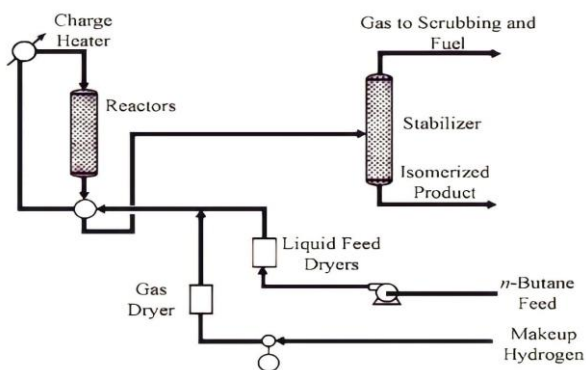 Charge
Heater
Gas to Scrubbing and
Fuel
Reactors
Stabilizer
Isomerized
Product
Liquid Feed
Dryers
Gas
Dryer
n-Butane
Feed
Makeup
Hydrogen